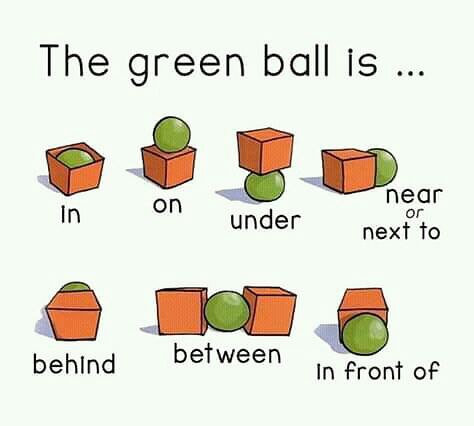 The green ball is ...
in
on
under
near
or
next to
behind
between
in front of